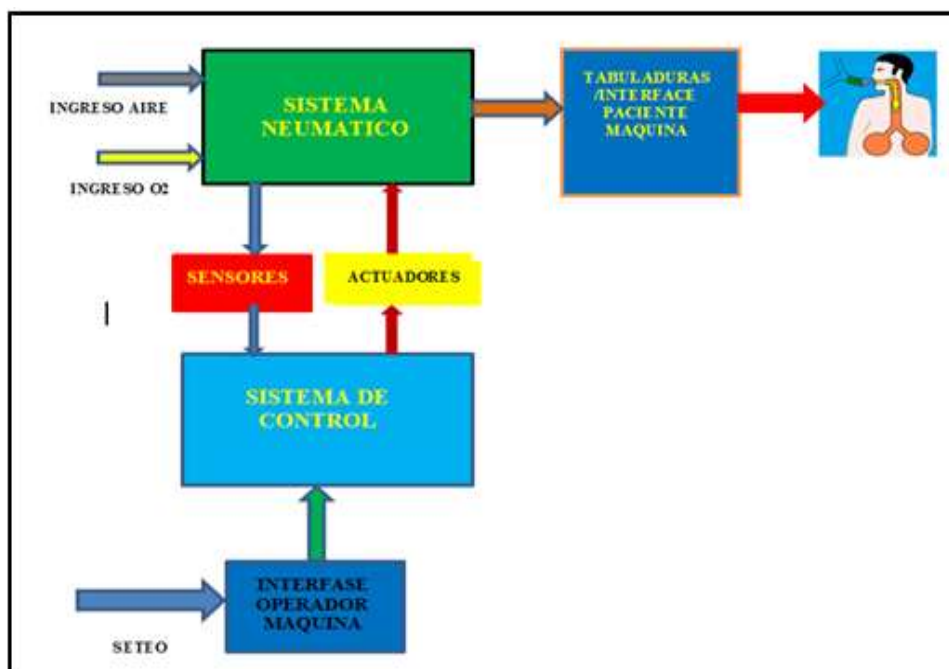 INGRESO AIRE
INGRESO O2
SISTEMA
NEUMATICO
TABULADURAS
/INTERFACE
PACIENTE
MAQUINA
SENSORES
ACTUADORES
SISTEMA DE
CONTROL
INTERFASE
OPERADOR
MAQUINA
SETEO